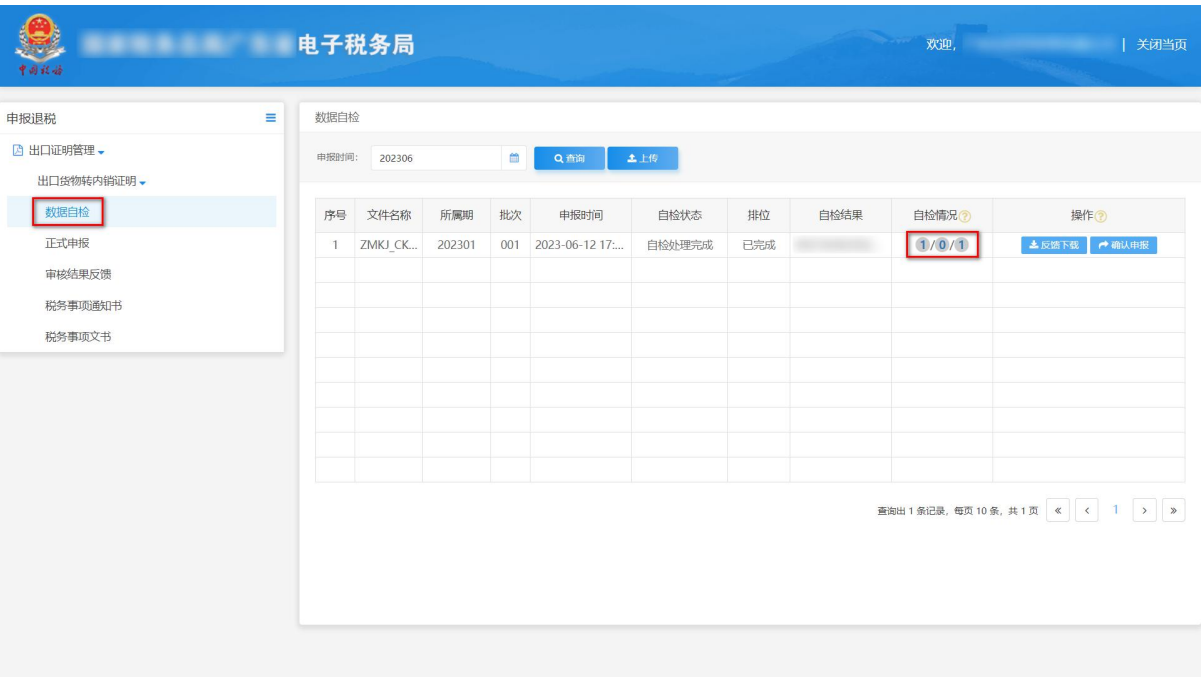 电子税务局
欢迎,
| 关闭当页
中国税务
申报退税
出口证明管理
出口货物转内销证明
数据自检
正式申报
审核结果反馈
税务事项通知书
税务事项文书
数据自检
申报时间: 202306 查询 上传
序号 文件名称 所属期 批次 申报时间 自检状态 排位 自检结果 自检情况? 操作?
1 ZMKJ_CK... 202301 001 2023-06-12 17:... 自检处理完成 已完成 1/0/1 反馈下载 确认申报
查询出 1 条记录, 每页 10 条, 共 1 页 « ‹ 1 › »